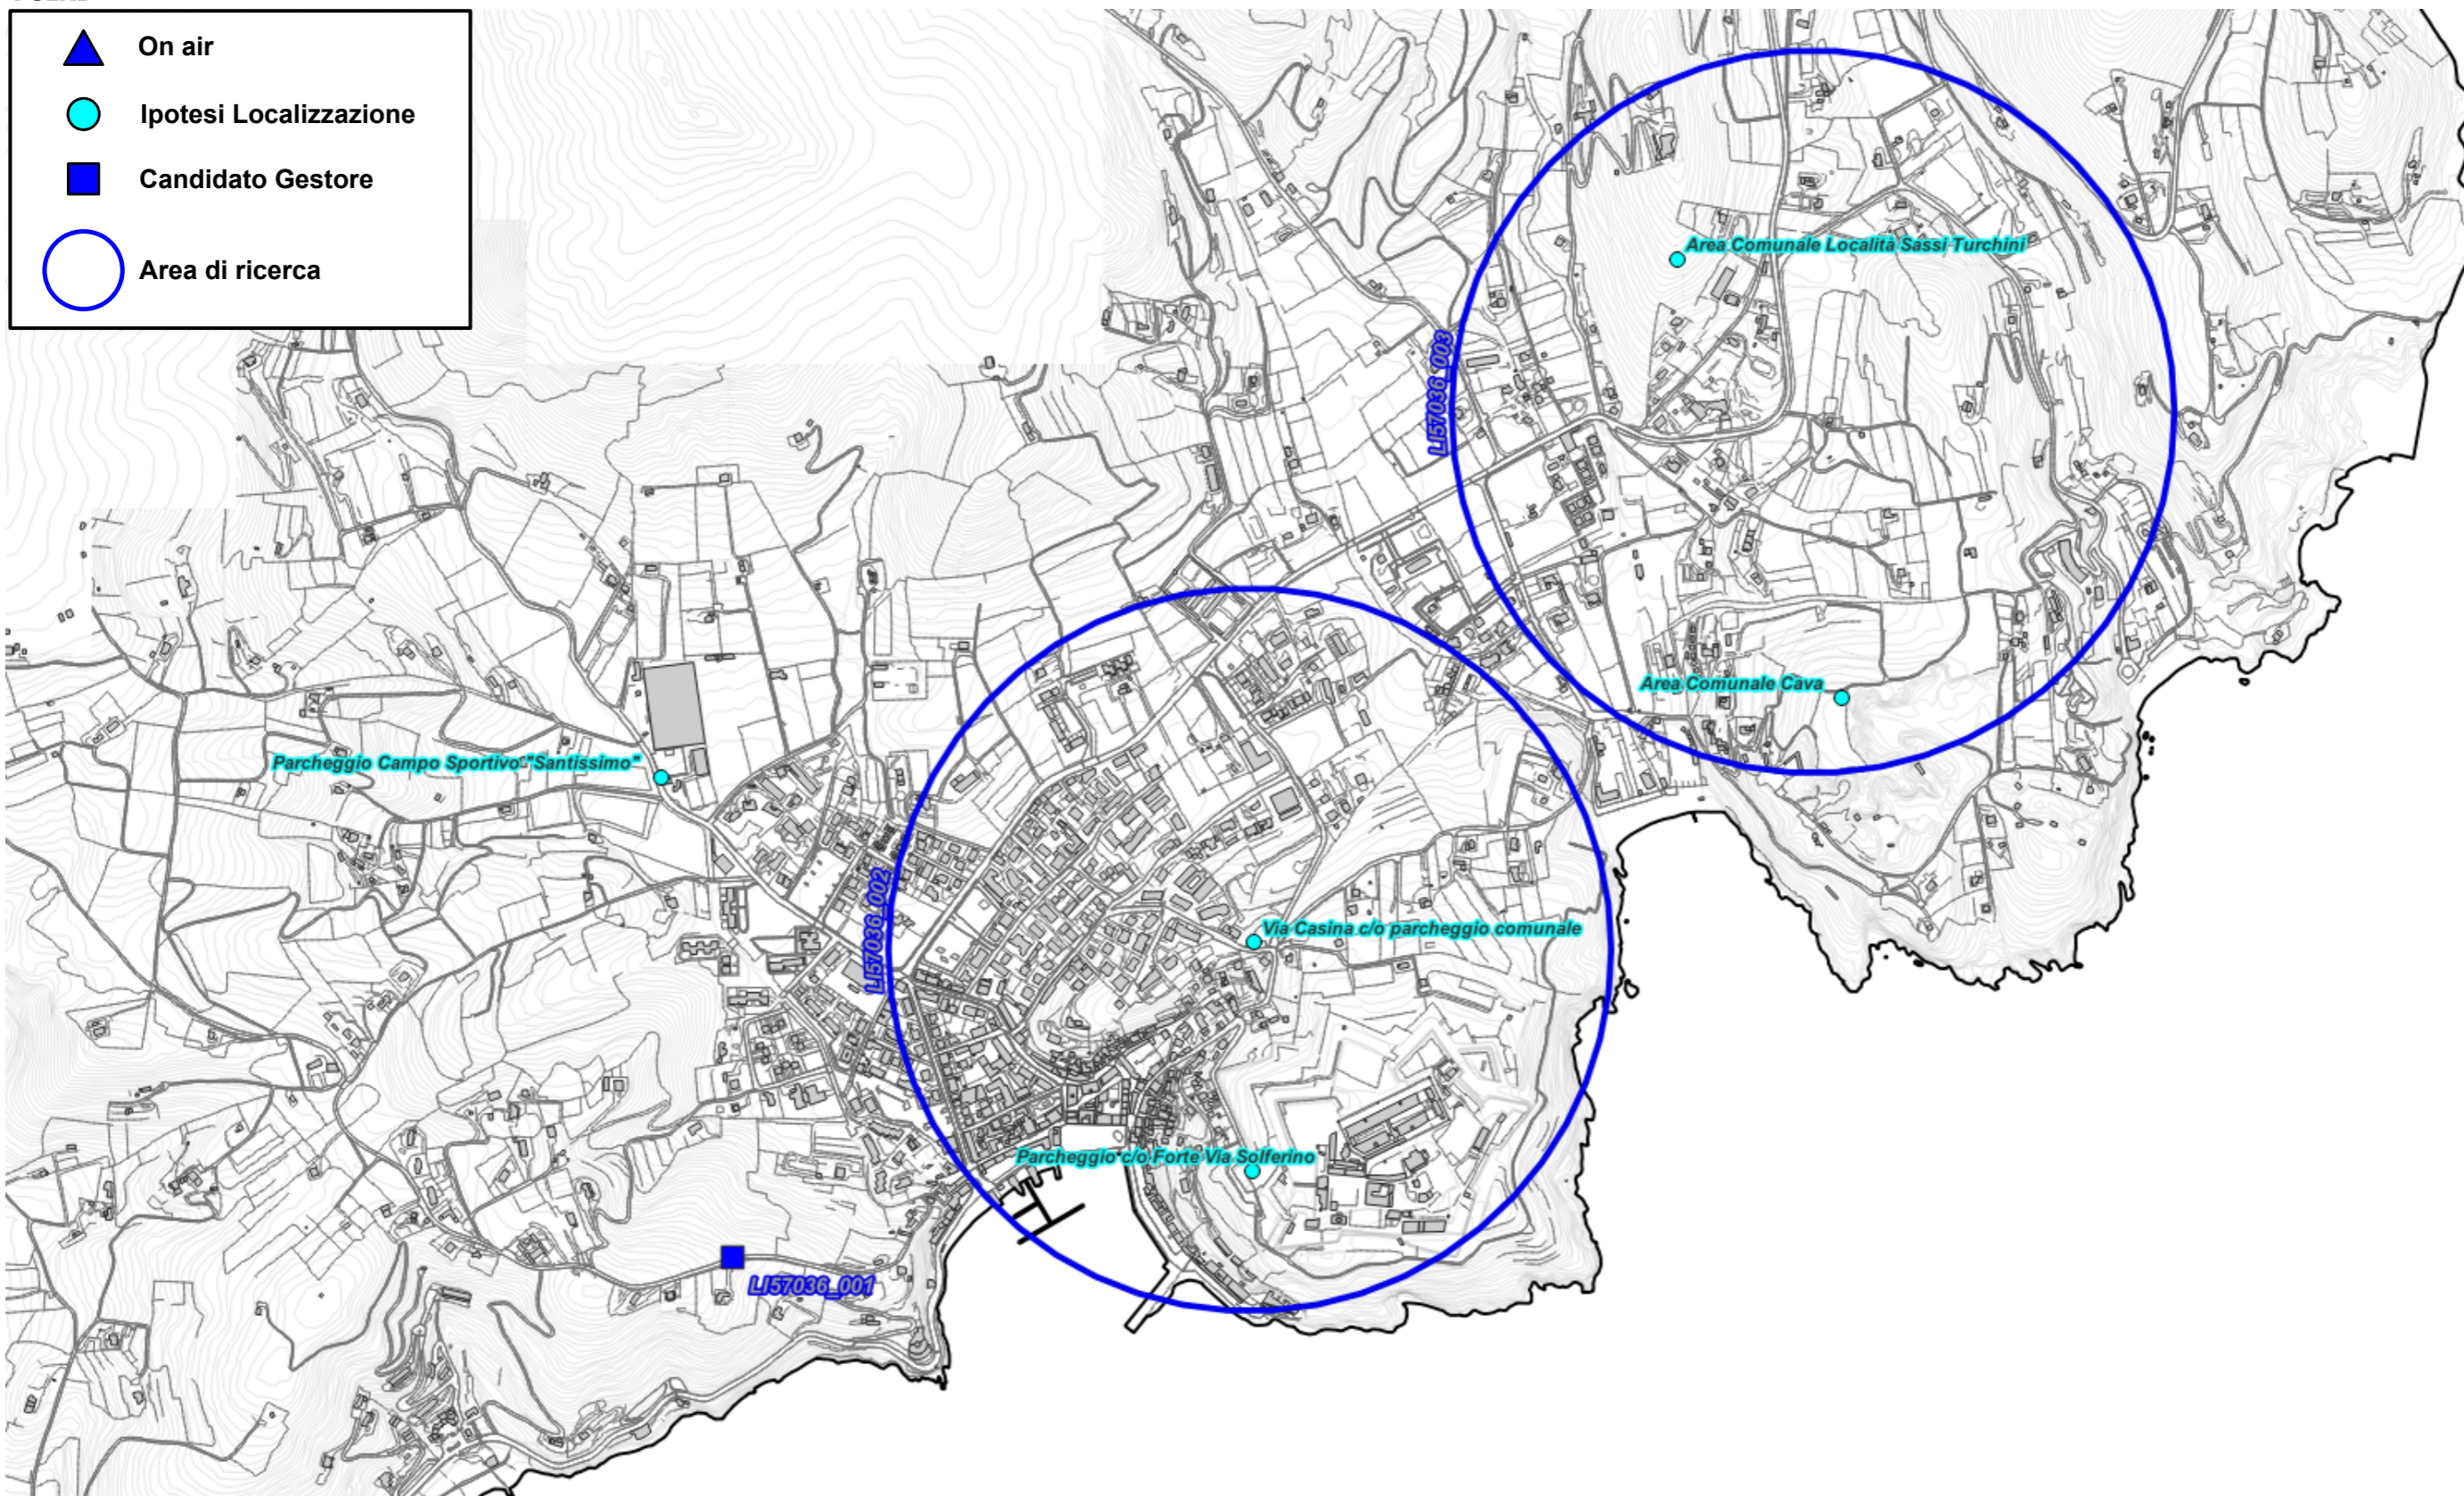 On air
Ipotesi Localizzazione
Candidato Gestore
Area di ricerca
Area Comunale Località Sassi Turchini
LI57036_003
Area Comunale Cava
Parcheggio Campo Sportivo "Santissimo"
LI57036_002
Via Casina c/o parcheggio comunale
Parcheggio c/o Forte Via Solferino
LI57036_001